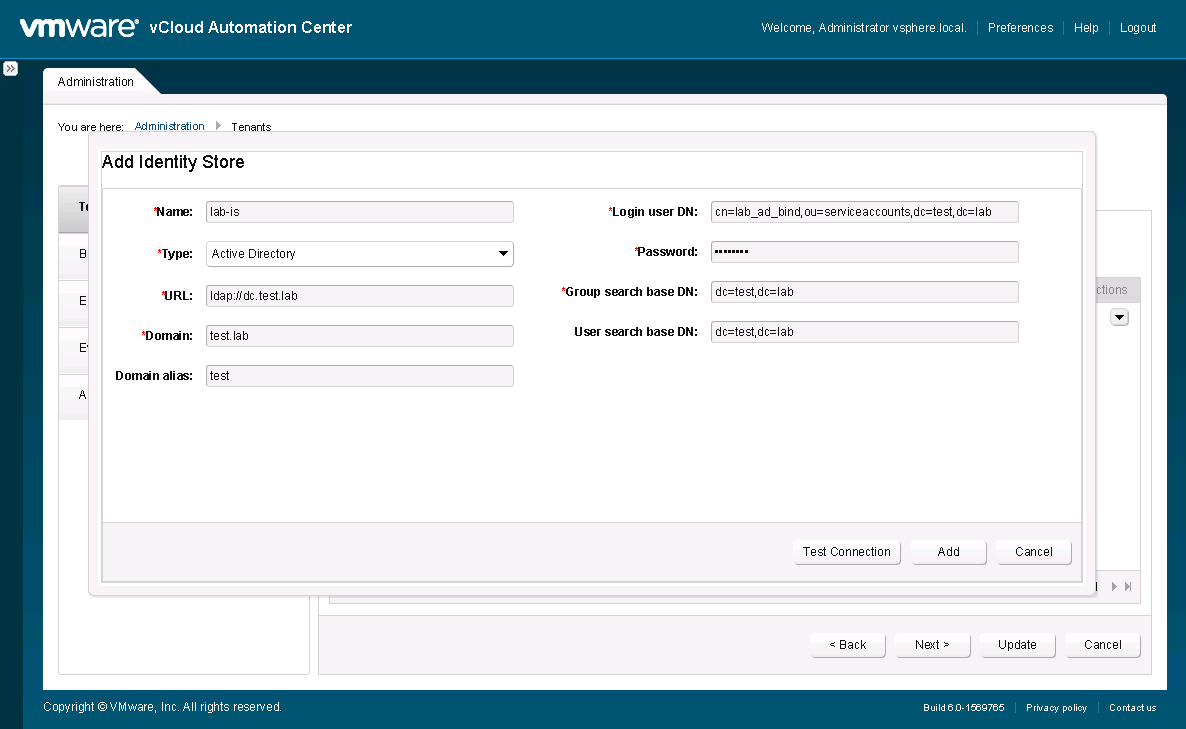 vmware® vCloud Automation Center
Welcome, Administrator vsphere.local. Preferences Help Logout
Administration
You are here: Administration Tenants
Add Identity Store
*Name: lab-is
*Type: Active Directory
*URL: ldap://dc.test.lab
*Domain: test.lab
Domain alias: test
*Login user DN: cn=lab_ad_bind,ou=serviceaccounts,dc=test,dc=lab
*Password: ••••••••
*Group search base DN: dc=test,dc=lab
User search base DN: dc=test,dc=lab
Test Connection Add Cancel
< Back Next > Update Cancel
Copyright © VMware, Inc. All rights reserved.
Build 6.0-1569765 Privacy policy Contact us